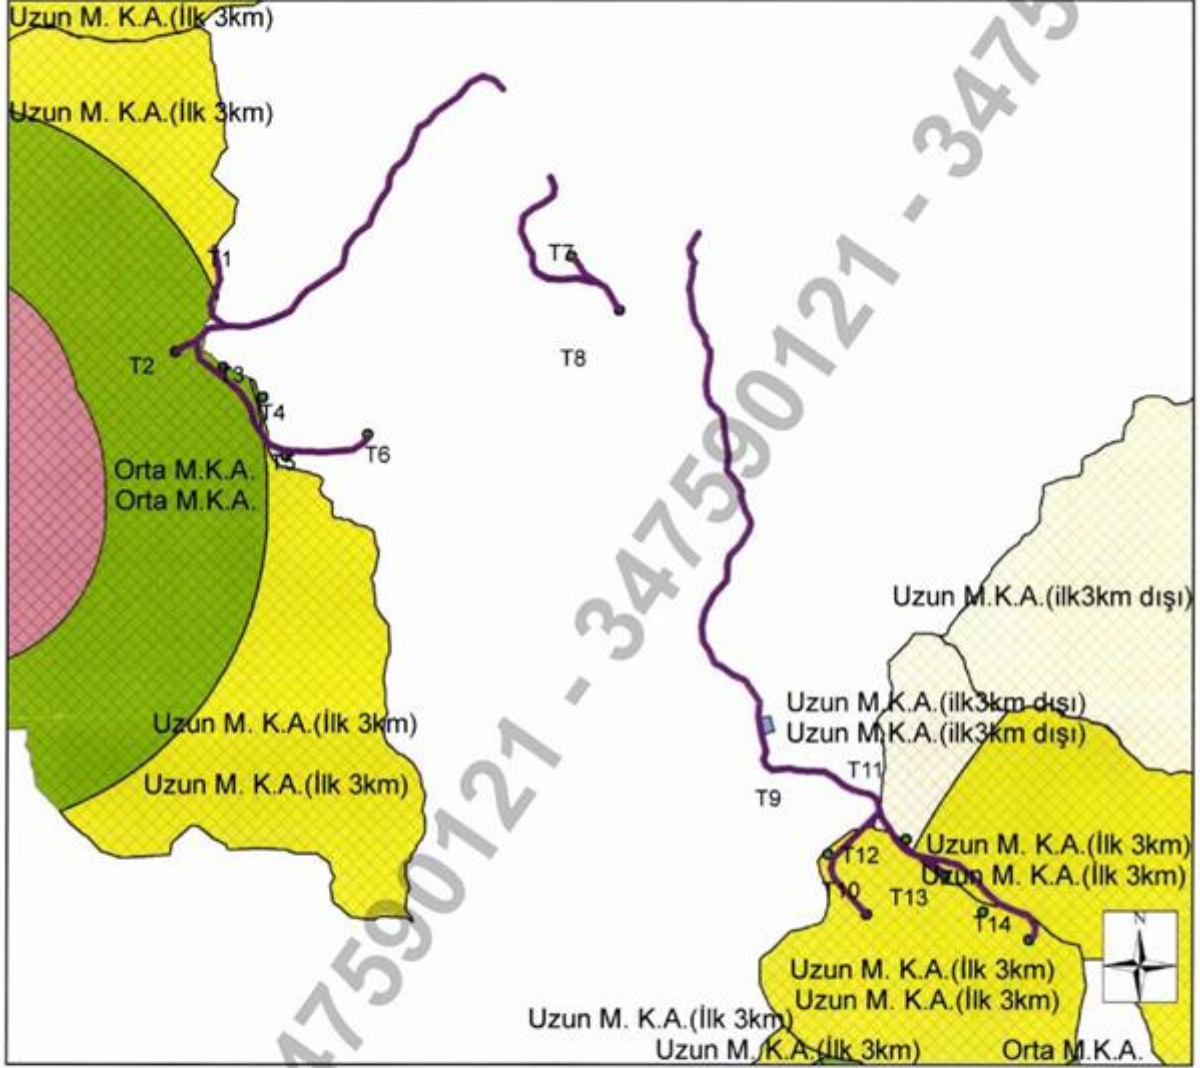 Uzun M. K.A.(İlk 3km)
Uzun M. K.A.(İlk 3km)
T1
T7
T2
T3
T8
T4
T6
T5
Orta M.K.A.
Orta M.K.A.
Uzun M.K.A.(ilk3km dışı)
Uzun M.K.A.(ilk3km dışı)
Uzun M. K.A.(İlk 3km)
Uzun M.K.A.(ilk3km dışı)
Uzun M. K.A.(İlk 3km)
T11
T9
Uzun M. K.A.(İlk 3km)
T12
Uzun M. K.A.(İlk 3km)
T10
T13
T14
N
Uzun M. K.A.(İlk 3km)
Uzun M. K.A.(İlk 3km)
Uzun M. K.A.(İlk 3km)
Uzun M. K.A.(İlk 3km)
Orta M.K.A.
347590121 - 347590121 - 3475